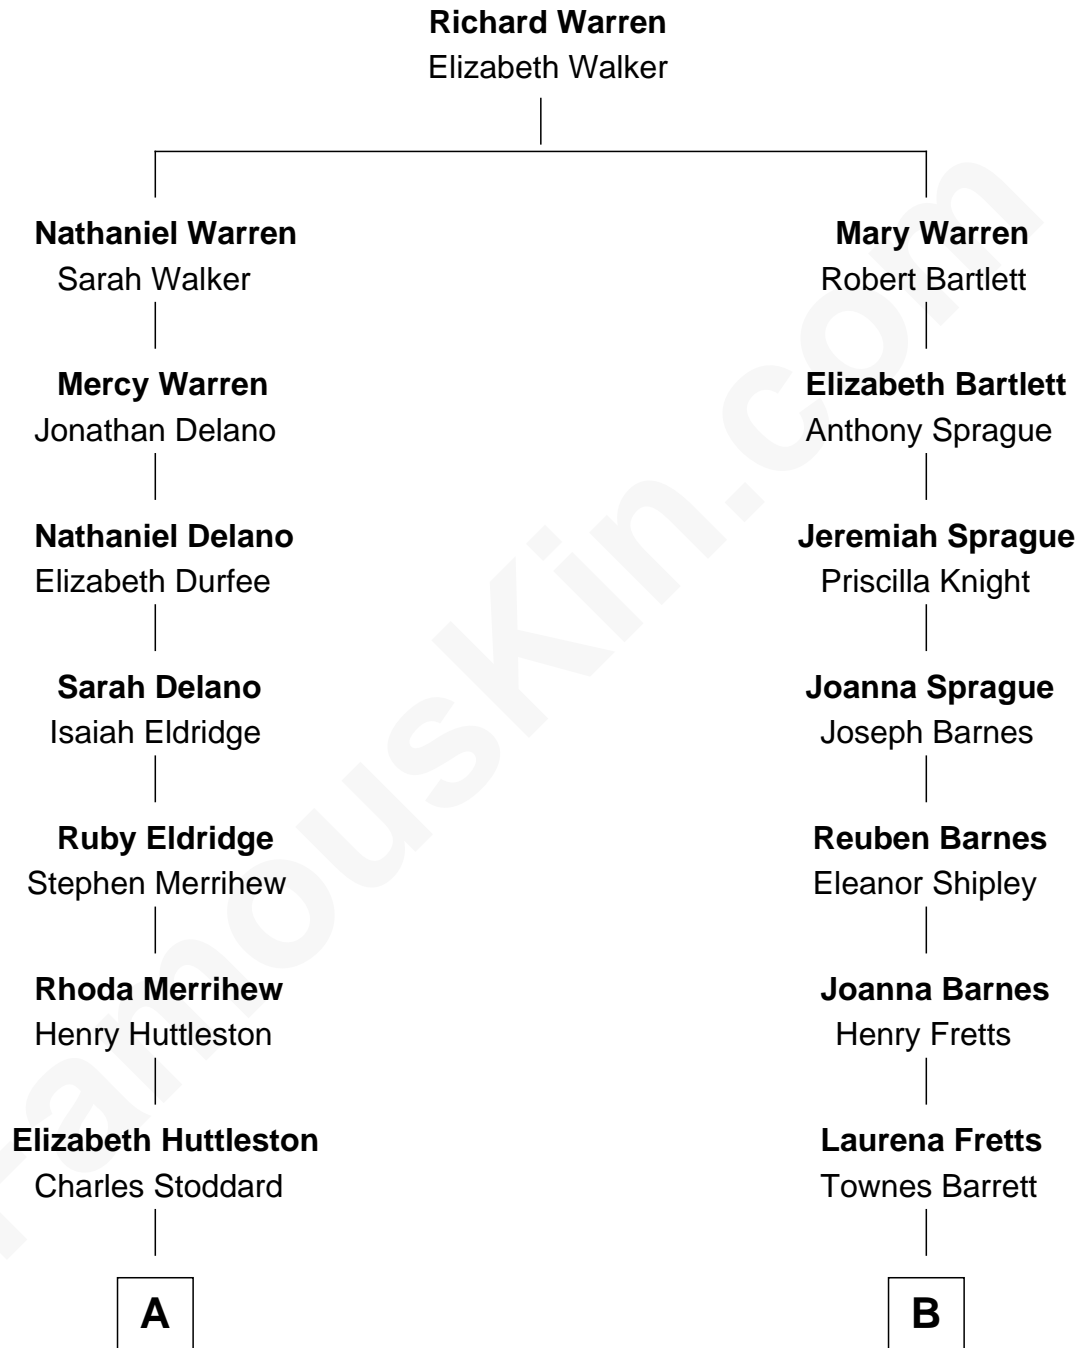 Richard Warren
Elizabeth Walker
Nathaniel Warren
Sarah Walker
Mercy Warren
Jonathan Delano
Nathaniel Delano
Elizabeth Durfee
Sarah Delano
Isaiah Eldridge
Ruby Eldridge
Stephen Merrihew
Rhoda Merrihew
Henry Huttleston
Elizabeth Huttleston
Charles Stoddard
A
Mary Warren
Robert Bartlett
Elizabeth Bartlett
Anthony Sprague
Jeremiah Sprague
Priscilla Knight
Joanna Sprague
Joseph Barnes
Reuben Barnes
Eleanor Shipley
Joanna Barnes
Henry Fretts
Laurena Fretts
Townes Barrett
B
FamousKin.com